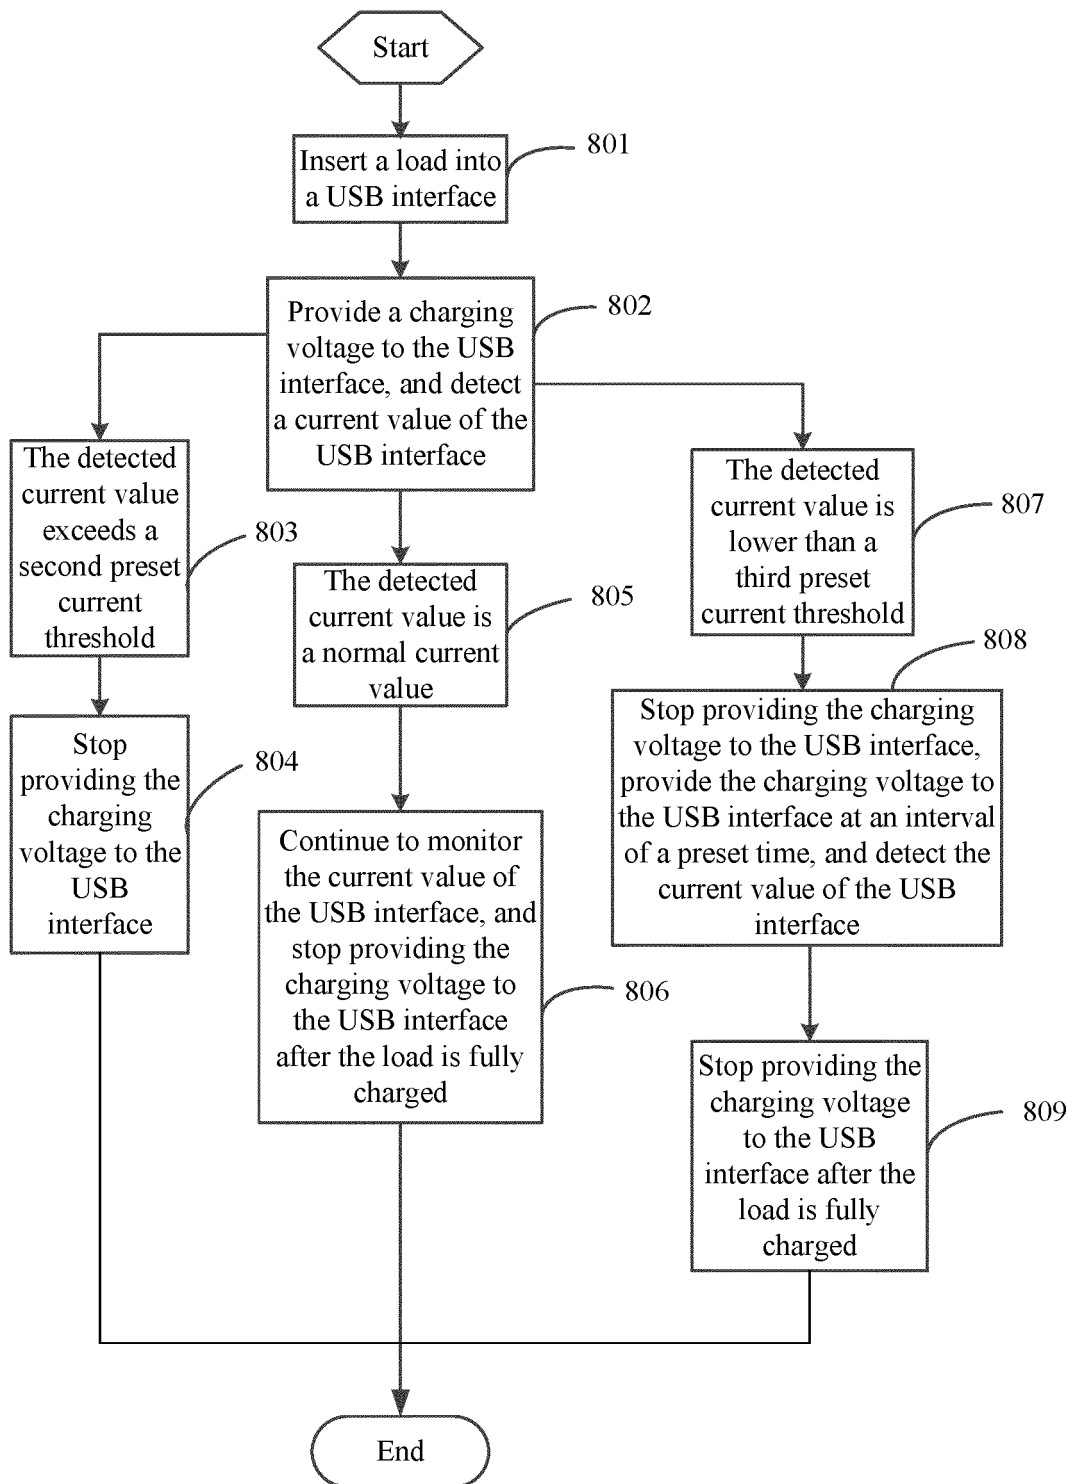 Start
Insert a load into
a USB interface
801
Provide a charging
voltage to the USB
interface, and detect
a current value of the
USB interface
802
The detected
current value
exceeds a
second preset
current
threshold
803
Stop
providing the
charging
voltage to the
USB
interface
804
The detected
current value is
a normal current
value
805
Continue to monitor
the current value of
the USB interface, and
stop providing the
charging voltage to
the USB interface
after the load is fully
charged
806
The detected
current value is
lower than a
third preset
current threshold
807
Stop providing the charging
voltage to the USB interface,
provide the charging voltage to
the USB interface at an interval
of a preset time, and detect the
current value of the USB
interface
808
Stop providing the
charging voltage
to the USB
interface after the
load is fully
charged
809
End